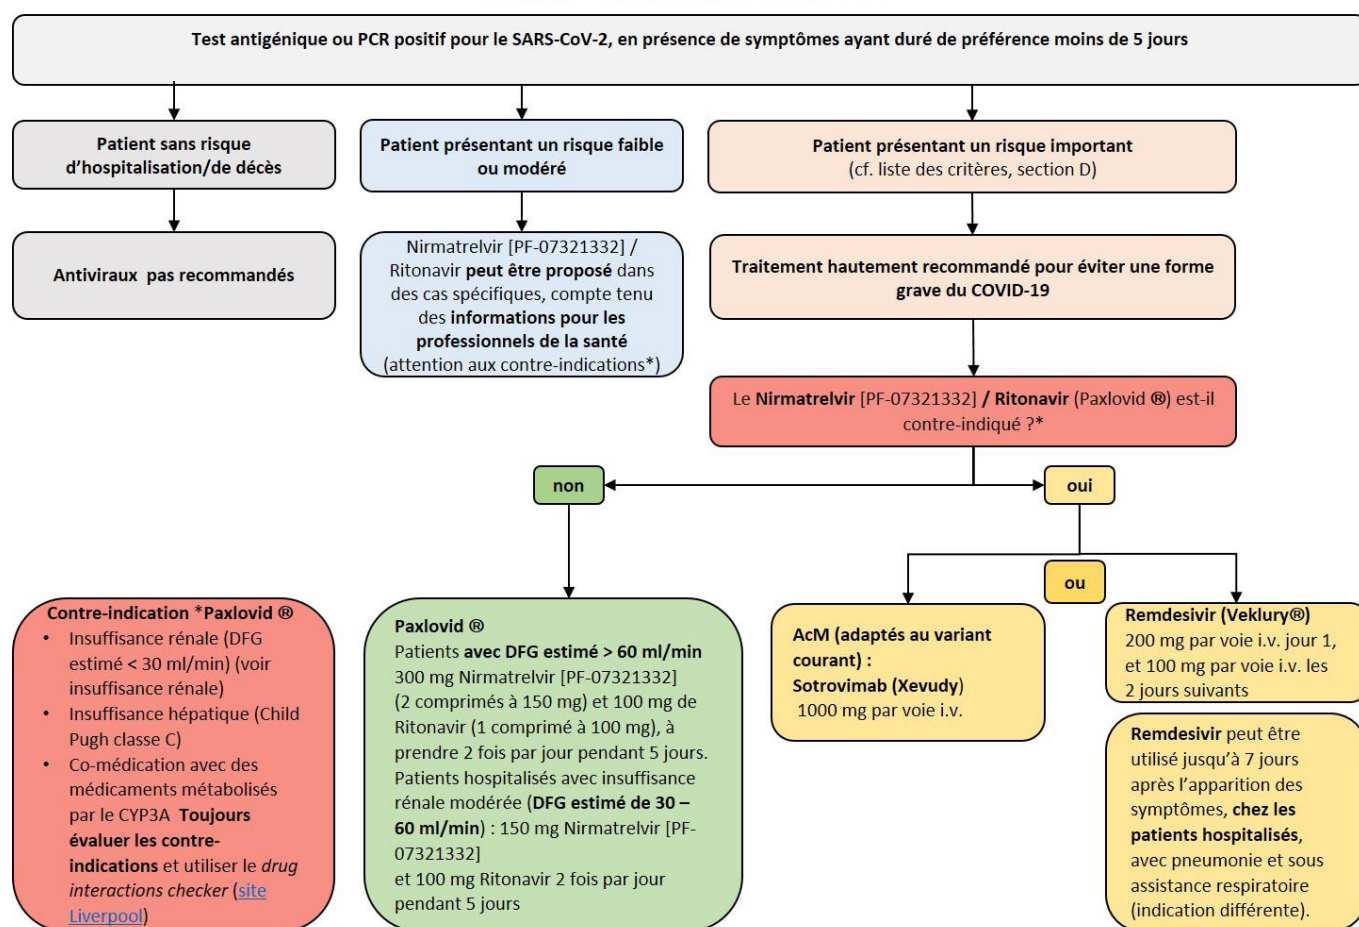 Test antigénique ou PCR positif pour le SARS-CoV-2, en présence de symptômes ayant duré de préférence moins de 5 jours
Patient sans risque
d’hospitalisation/de décès
Patient présentant un risque faible
ou modéré
Patient présentant un risque important
(cf. liste des critères, section D)
Antiviraux pas recommandés
Nirmatrelvir [PF-07321332] /
Ritonavir peut être proposé dans
des cas spécifiques, compte tenu
des informations pour les
professionnels de la santé
(attention aux contre-indications*)
Traitement hautement recommandé pour éviter une forme
grave du COVID-19
Le Nirmatrelvir [PF-07321332] / Ritonavir (Paxlovid ®) est-il
contre-indiqué ?*
non
oui
ou
Contre-indication *Paxlovid ®
• Insuffisance rénale (DFG
estimé < 30 ml/min) (voir
insuffisance rénale)
• Insuffisance hépatique (Child
Pugh classe C)
• Co-médication avec des
médicaments métabolisés
par le CYP3A Toujours
évaluer les contre-
indications et utiliser le drug
interactions checker (site
Liverpool)
Paxlovid ®
Patients avec DFG estimé > 60 ml/min
300 mg Nirmatrelvir [PF-07321332]
(2 comprimés à 150 mg) et 100 mg de
Ritonavir (1 comprimé à 100 mg), à
prendre 2 fois par jour pendant 5 jours.
Patients hospitalisés avec insuffisance
rénale modérée (DFG estimé de 30 –
60 ml/min) : 150 mg Nirmatrelvir [PF-
07321332]
et 100 mg Ritonavir 2 fois par jour
pendant 5 jours
AcM (adaptés au variant
courant) :
Sotrovimab (Xevudy)
1000 mg par voie i.v.
Remdesivir (Veklury®)
200 mg par voie i.v. jour 1,
et 100 mg par voie i.v. les
2 jours suivants
Remdesivir peut être
utilisé jusqu’à 7 jours
après l’apparition des
symptômes, chez les
patients hospitalisés,
avec pneumonie et sous
assistance respiratoire
(indication différente).